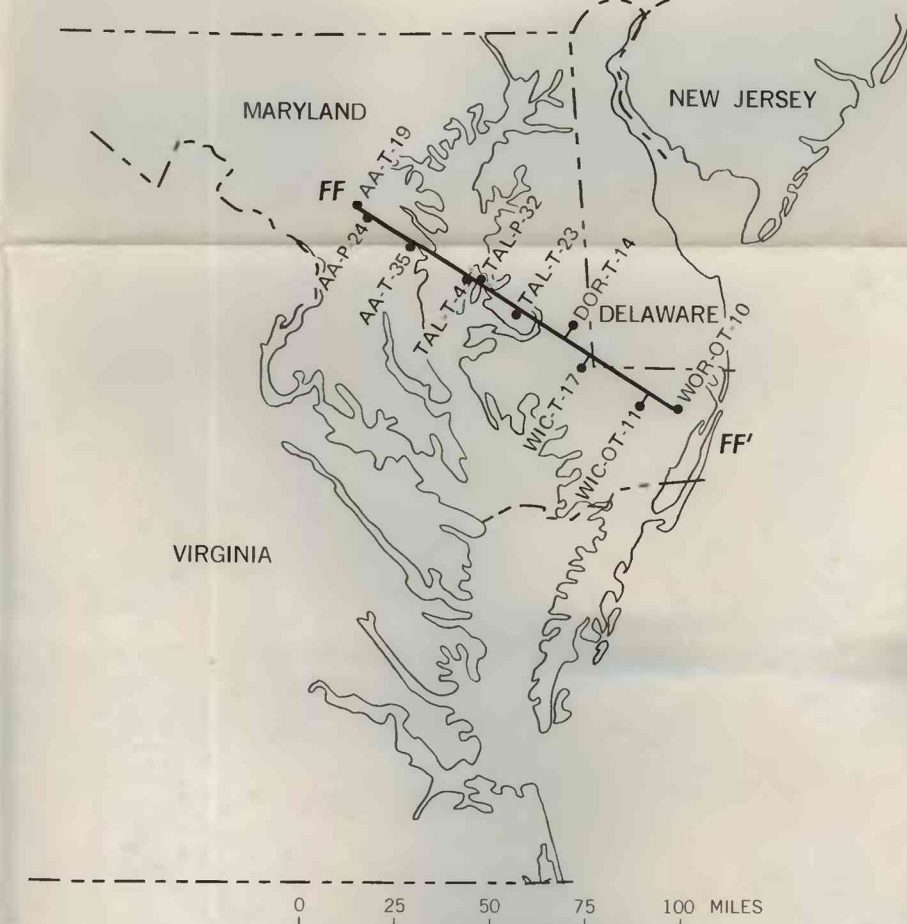 MARYLAND
NEW JERSEY
FF
AA-T-19
AA-P-24
AA-T-35
TAL-T-4
TAL-P-32
TAL-T-23
DOR-T-14
DELAWARE
WIC-T-17
WIC-OT-11
WOR-OT-10
FF'
VIRGINIA
0 25 50 75 100 MILES